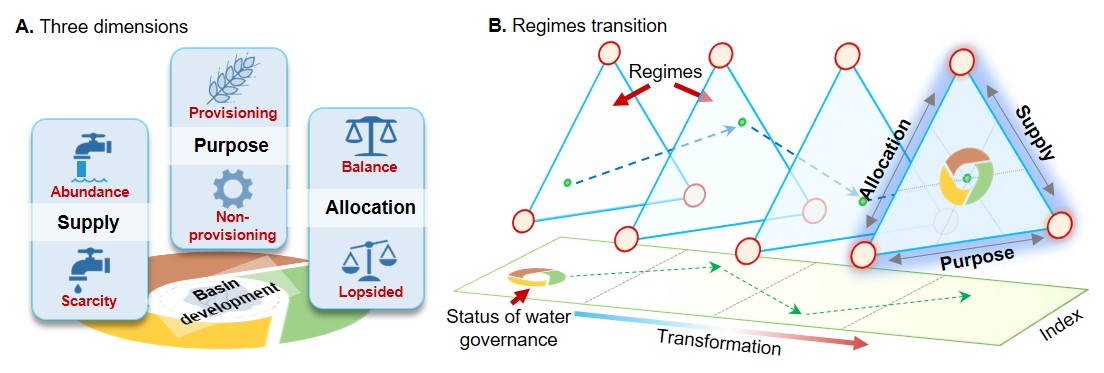 A. Three dimensions
Abundance
Supply
Scarcity
Provisioning
Purpose
Non-
provisioning
Balance
Allocation
Lopsided
Basin
development
B. Regimes transition
Regimes
Allocation
Supply
Purpose
Status of water
governance
Transformation
Index